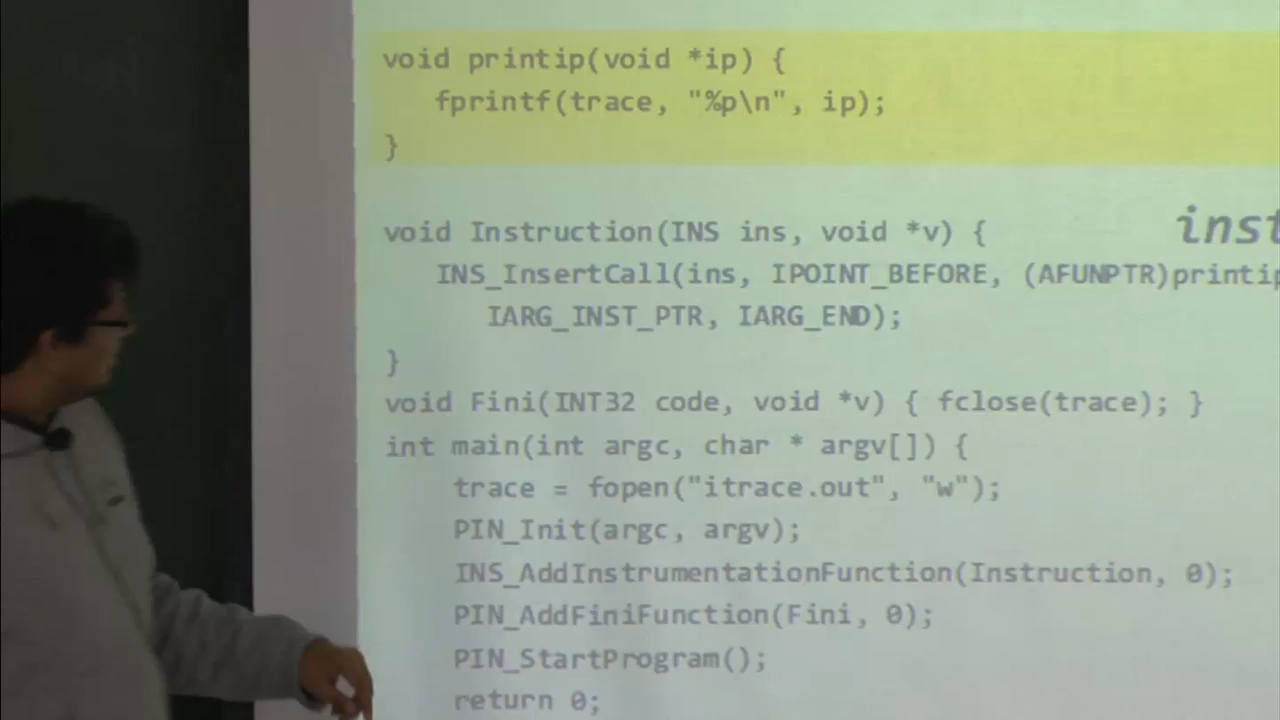 void printip(void *ip) {
fprintf(trace, "%p\n", ip);
}
void Instruction(INS ins, void *v) {
INS_InsertCall(ins, IPOINT_BEFORE, (AFUNPTR)printip
IARG_INST_PTR, IARG_END);
}
void Fini(INT32 code, void *v) { fclose(trace); }
int main(int argc, char * argv[]) {
trace = fopen("itrace.out", "w");
PIN_Init(argc, argv);
INS_AddInstrumentationFunction(Instruction, 0);
PIN_AddFiniFunction(Fini, 0);
PIN_StartProgram();
return 0;